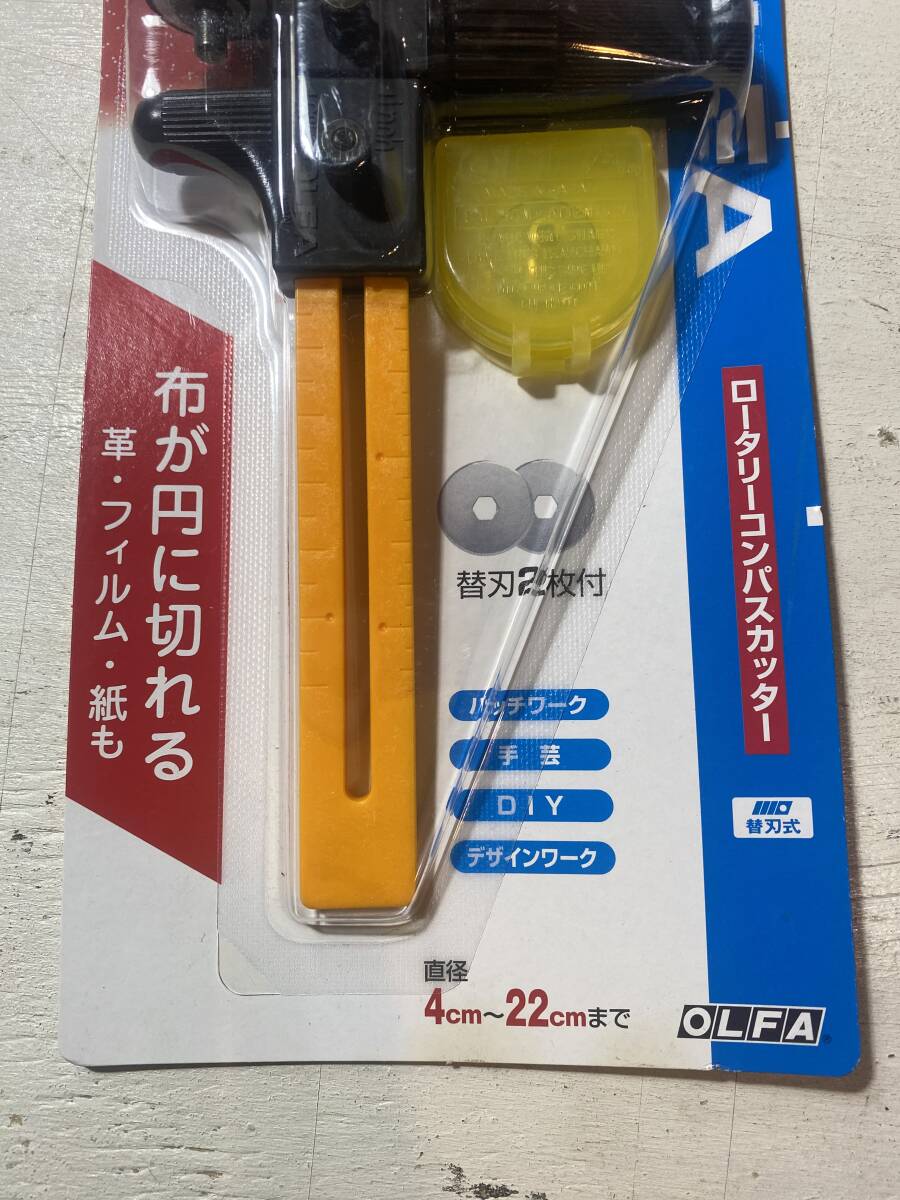 布が円に切れる
革・フィルム・紙も
Inch
OLFA
替刃2枚付
パッチワーク
手芸
DIY
デザインワーク
直径
4cm～22cmまで
ロータリーコンパスカッター
替刃式
OLFA®